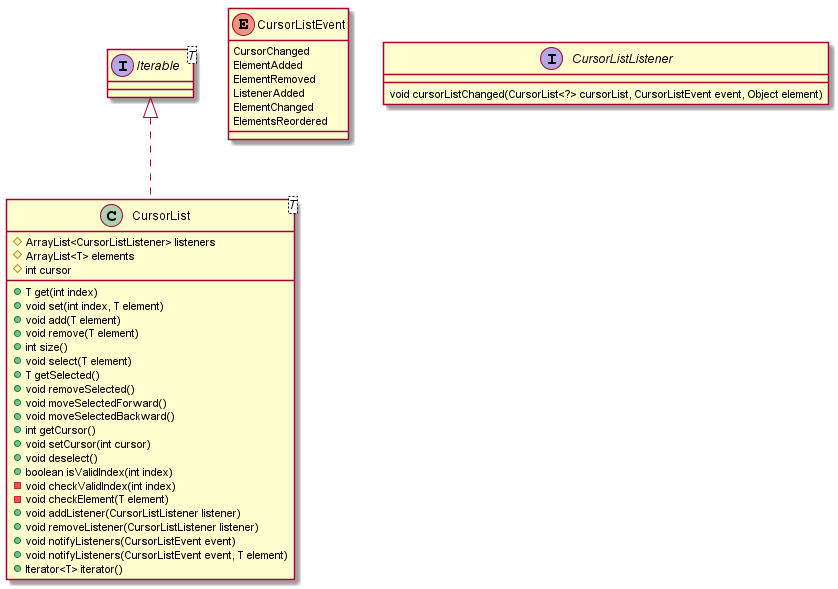 I Iterable T
E CursorListEvent
CursorChanged
ElementAdded
ElementRemoved
ListenerAdded
ElementChanged
ElementsReordered
I CursorListListener
void cursorListChanged(CursorList<?> cursorList, CursorListEvent event, Object element)
C CursorList T
ArrayList<CursorListListener> listeners
ArrayList<T> elements
int cursor
T get(int index)
void set(int index, T element)
void add(T element)
void remove(T element)
int size()
void select(T element)
T getSelected()
void removeSelected()
void moveSelectedForward()
void moveSelectedBackward()
int getCursor()
void setCursor(int cursor)
void deselect()
boolean isValidIndex(int index)
void checkValidIndex(int index)
void checkElement(T element)
void addListener(CursorListListener listener)
void removeListener(CursorListListener listener)
void notifyListeners(CursorListEvent event)
void notifyListeners(CursorListEvent event, T element)
Iterator<T> iterator()